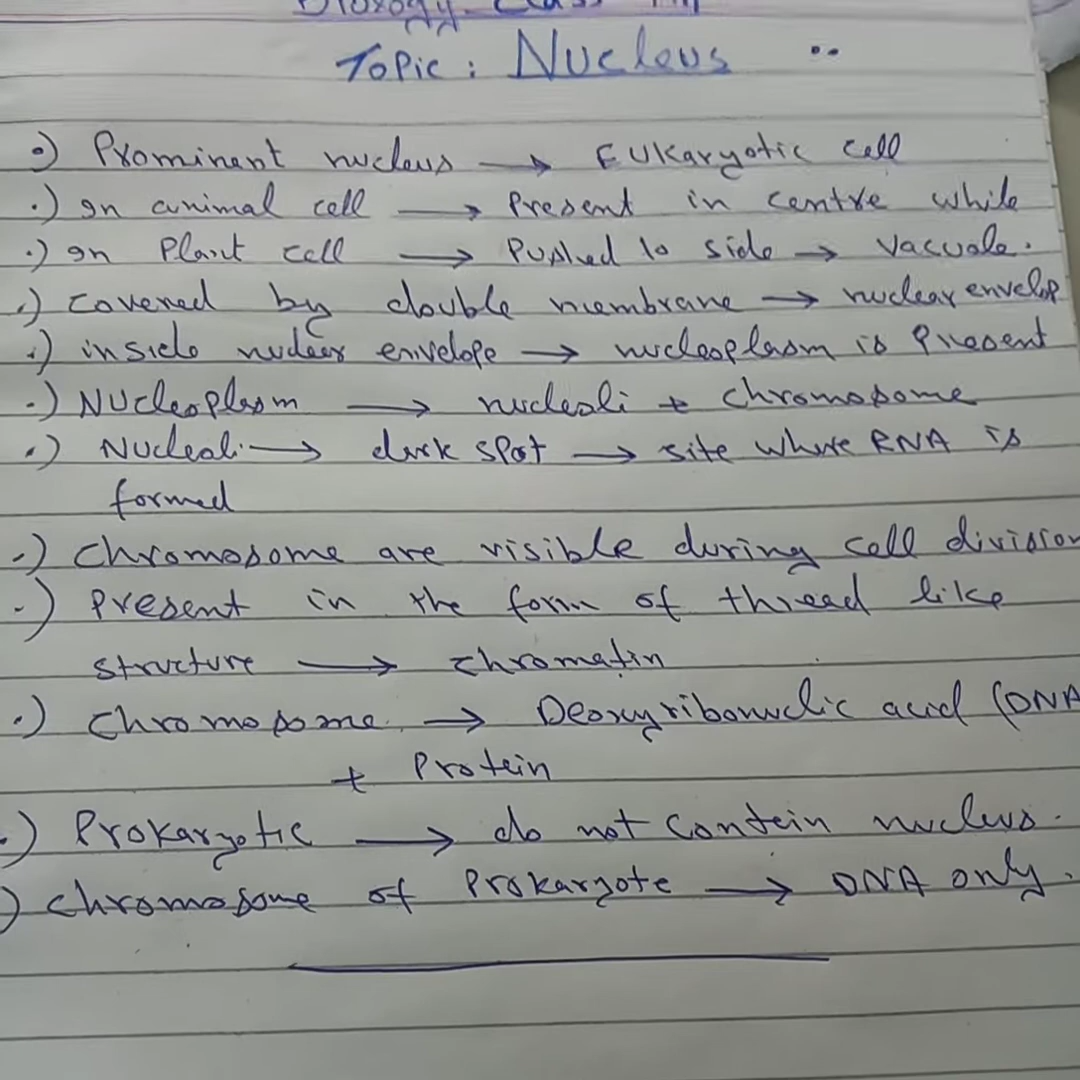 Biology Class
Topic : Nucleus
.) Prominent nucleus → Eukaryotic cell
.) In animal cell → Present in centre while
.) In Plant cell → Pushed to side → Vacuole.
.) Covered by double membrane → nuclear envelop
.) inside nuclear envelope → nucleoplasm is Present
.) Nucleoplasm → nucleoli + Chromosome
.) Nucleoli → dark spot → site where RNA is
formed
.) Chromosome are visible during cell division
.) Present in the form of thread like
structure → chromatin
.) Chromosome → Deoxyribonuclic acid (DNA
+ Protein
.) Prokaryotic → do not contain nucleus.
) Chromosome of Prokaryote → DNA only.